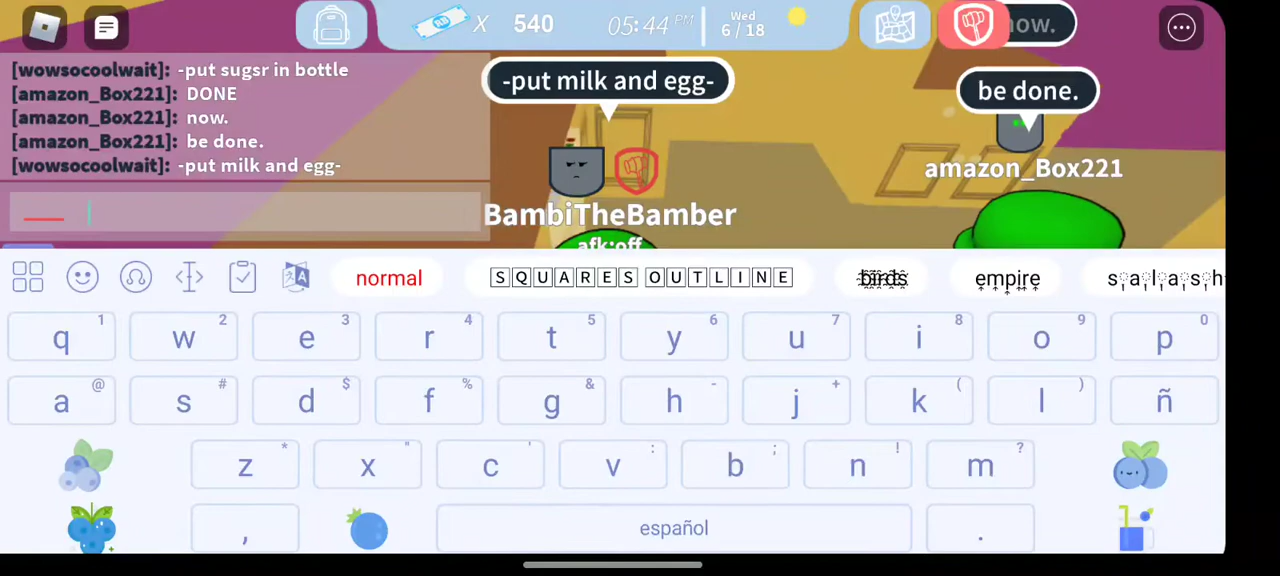 X 540 05:44 PM Wed 6/18 now.
[wowsocoolwait]: -put sugsr in bottle
[amazon_Box221]: DONE
[amazon_Box221]: now.
[amazon_Box221]: be done.
[wowsocoolwait]: -put milk and egg-
-put milk and egg-
be done.
amazon_Box221
BambiTheBamber
afk:off
normal SQUARES OUTLINE birds empire salash
q 1 w 2 e 3 r 4 t 5 y 6 u 7 i 8 o 9 p 0
a @ s # d $ f % g & h - j + k ( l ) ñ
z * x " c ' v : b ; n ! m ?
, español .